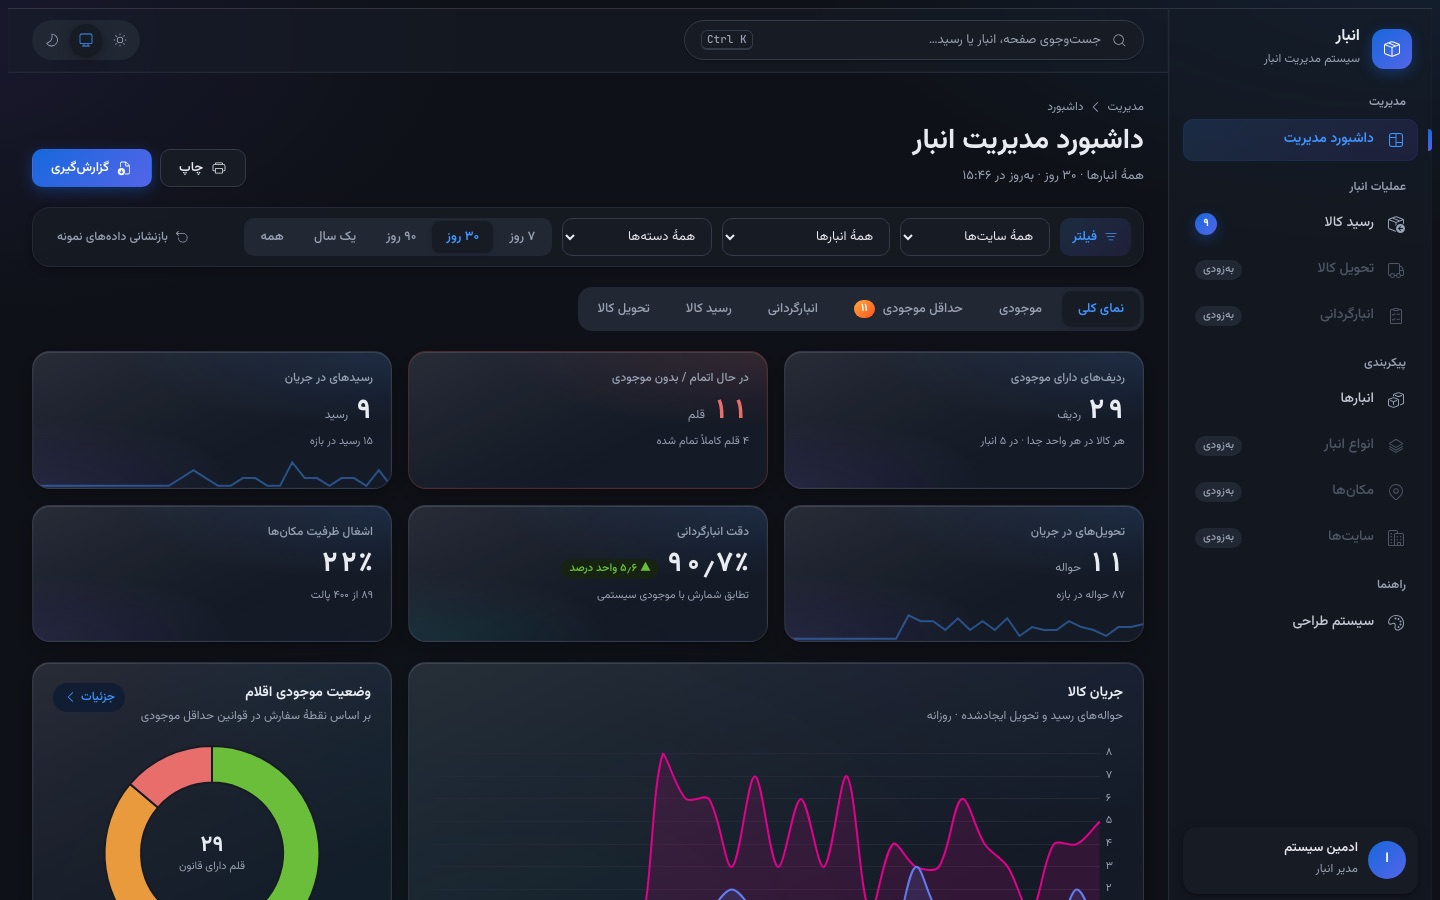 انبار
سیستم مدیریت انبار
مدیریت
داشبورد مدیریت
عملیات انبار
رسید کالا
۹
تحویل کالا
به‌زودی
انبارگردانی
به‌زودی
پیکربندی
انبارها
انواع انبار
به‌زودی
مکان‌ها
به‌زودی
سایت‌ها
به‌زودی
راهنما
سیستم طراحی
ا
ادمین سیستم
مدیر انبار
جست‌وجوی صفحه، انبار یا رسید...
Ctrl K
مدیریت
داشبورد
داشبورد مدیریت انبار
همهٔ انبارها · ۳۰ روز · به‌روز در ۱۵:۴۶
چاپ
گزارش‌گیری
فیلتر
همهٔ سایت‌ها
همهٔ انبارها
همهٔ دسته‌ها
۷ روز
۳۰ روز
۹۰ روز
یک سال
همه
بازنشانی داده‌های نمونه
نمای کلی
موجودی
حداقل موجودی ۱۱
انبارگردانی
رسید کالا
تحویل کالا
ردیف‌های دارای موجودی
۲۹ ردیف
هر کالا در هر واحد جدا · در ۵ انبار
در حال اتمام / بدون موجودی
۱۱ قلم
۴ قلم کاملاً تمام شده
رسیدهای در جریان
۹ رسید
۱۵ رسید در بازه
تحویل‌های در جریان
۱۱ حواله
۸۷ حواله در بازه
دقت انبارگردانی
۹۰٫۷٪
▲ ۵٫۶ واحد درصد
تطابق شمارش با موجودی سیستمی
اشغال ظرفیت مکان‌ها
۲۲٪
۸۹ از ۴۰۰ پالت
جریان کالا
حواله‌های رسید و تحویل ایجادشده · روزانه
۸
۷
۶
۵
۴
۳
۲
وضعیت موجودی اقلام
جزئیات
بر اساس نقطهٔ سفارش در قوانین حداقل موجودی
۲۹
قلم دارای قانون